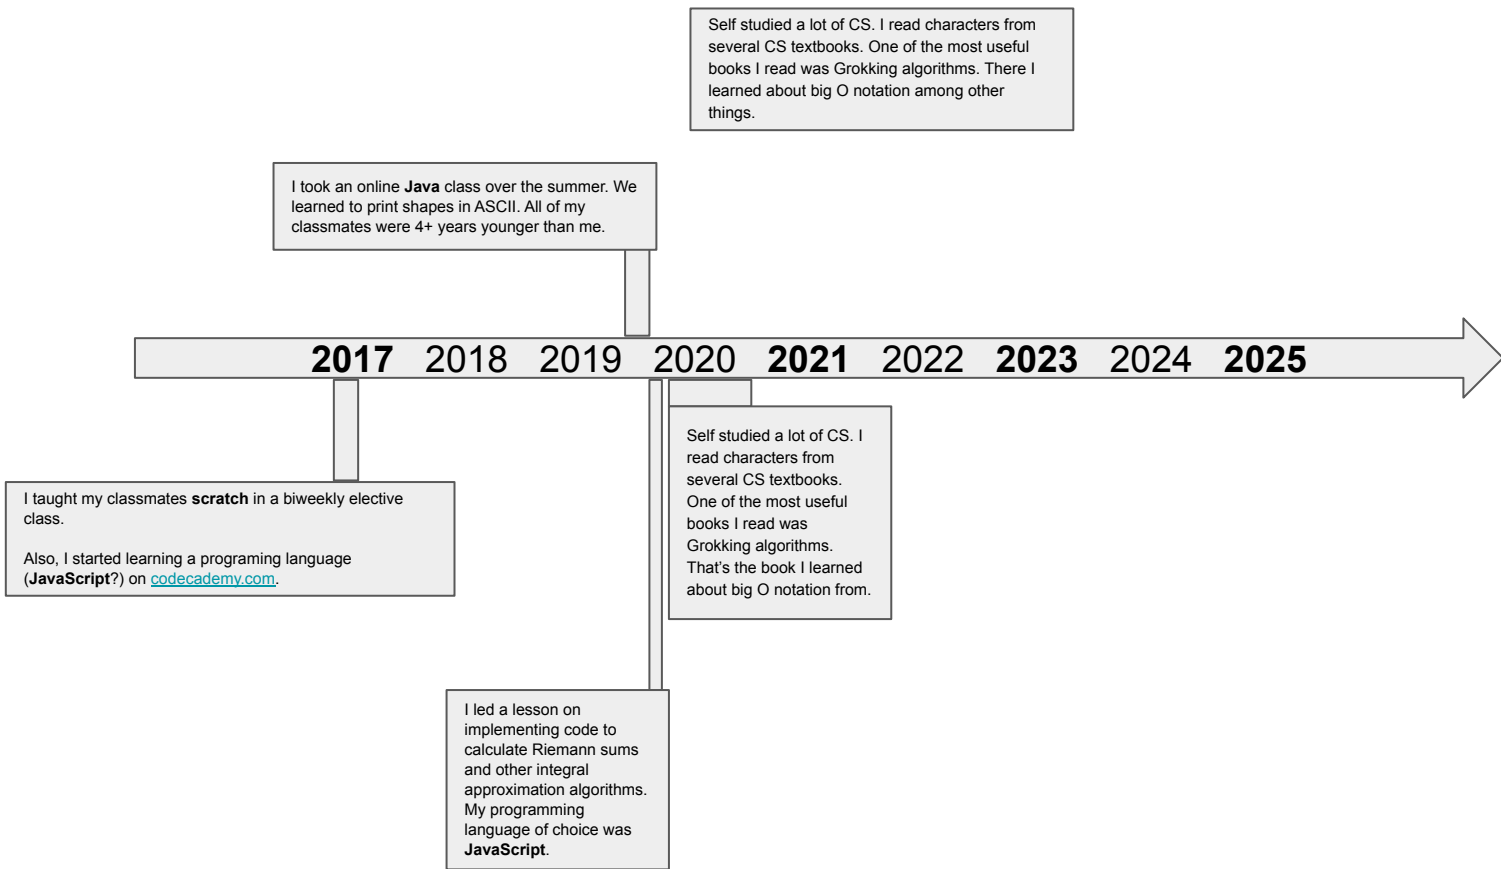 Self studied a lot of CS. I read characters from
several CS textbooks. One of the most useful
books I read was Grokking algorithms. There I
learned about big O notation among other
things.
I took an online Java class over the summer. We
learned to print shapes in ASCII. All of my
classmates were 4+ years younger than me.
2017 2018 2019 2020 2021 2022 2023 2024 2025
I taught my classmates scratch in a biweekly elective
class.
Also, I started learning a programing language
(JavaScript?) on codecademy.com.
Self studied a lot of CS. I
read characters from
several CS textbooks.
One of the most useful
books I read was
Grokking algorithms.
That's the book I learned
about big O notation from.
I led a lesson on
implementing code to
calculate Riemann sums
and other integral
approximation algorithms.
My programming
language of choice was
JavaScript.